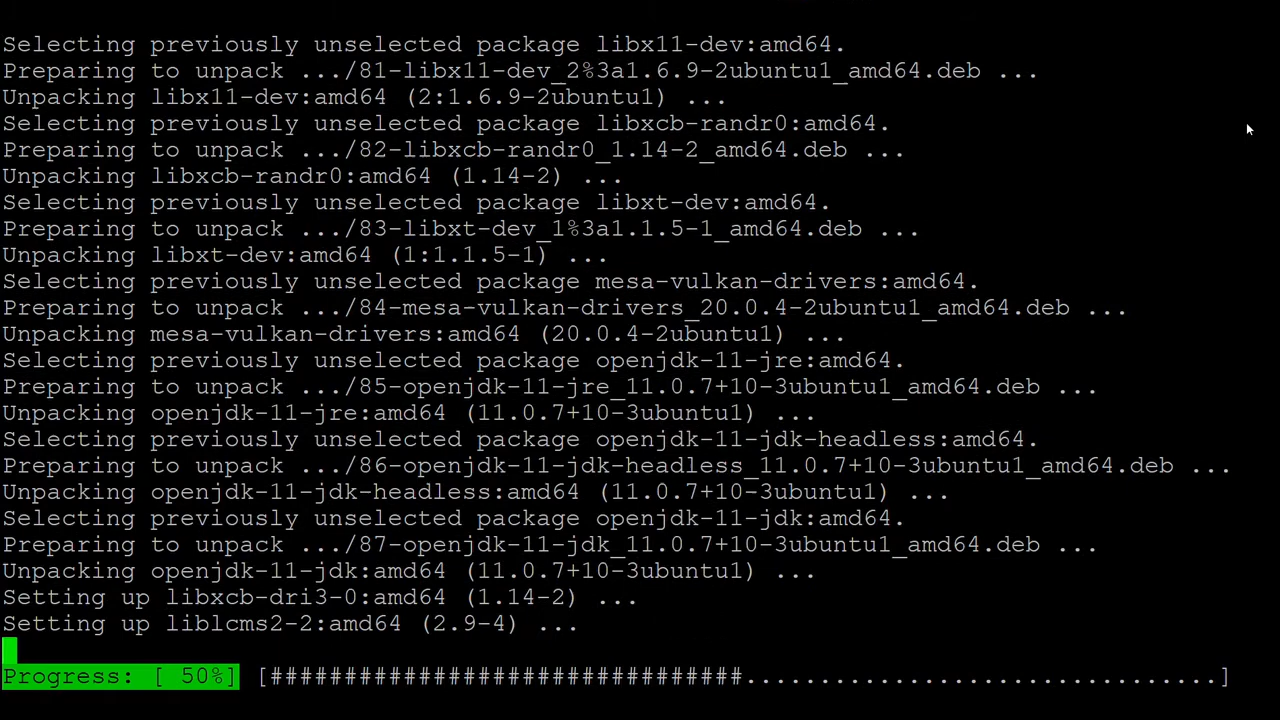 Selecting previously unselected package libx11-dev:amd64.
Preparing to unpack .../81-libx11-dev_2%3a1.6.9-2ubuntu1_amd64.deb ...
Unpacking libx11-dev:amd64 (2:1.6.9-2ubuntu1) ...
Selecting previously unselected package libxcb-randr0:amd64.
Preparing to unpack .../82-libxcb-randr0_1.14-2_amd64.deb ...
Unpacking libxcb-randr0:amd64 (1.14-2) ...
Selecting previously unselected package libxt-dev:amd64.
Preparing to unpack .../83-libxt-dev_1%3a1.1.5-1_amd64.deb ...
Unpacking libxt-dev:amd64 (1:1.1.5-1) ...
Selecting previously unselected package mesa-vulkan-drivers:amd64.
Preparing to unpack .../84-mesa-vulkan-drivers_20.0.4-2ubuntu1_amd64.deb ...
Unpacking mesa-vulkan-drivers:amd64 (20.0.4-2ubuntu1) ...
Selecting previously unselected package openjdk-11-jre:amd64.
Preparing to unpack .../85-openjdk-11-jre_11.0.7+10-3ubuntu1_amd64.deb ...
Unpacking openjdk-11-jre:amd64 (11.0.7+10-3ubuntu1) ...
Selecting previously unselected package openjdk-11-jdk-headless:amd64.
Preparing to unpack .../86-openjdk-11-jdk-headless_11.0.7+10-3ubuntu1_amd64.deb ...
Unpacking openjdk-11-jdk-headless:amd64 (11.0.7+10-3ubuntu1) ...
Selecting previously unselected package openjdk-11-jdk:amd64.
Preparing to unpack .../87-openjdk-11-jdk_11.0.7+10-3ubuntu1_amd64.deb ...
Unpacking openjdk-11-jdk:amd64 (11.0.7+10-3ubuntu1) ...
Setting up libxcb-dri3-0:amd64 (1.14-2) ...
Setting up liblcms2-2:amd64 (2.9-4) ...
Progress: [ 50%] [################################................................]